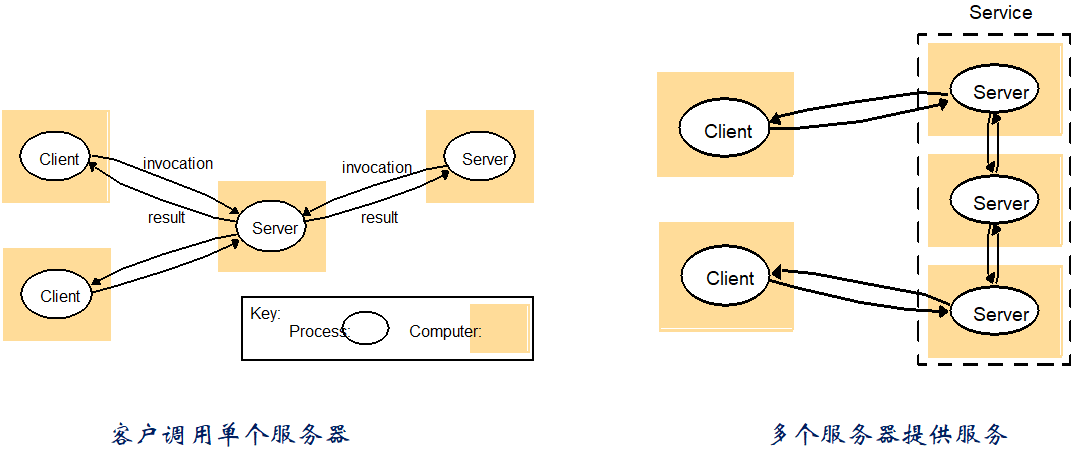 Client
invocation
result
Server
invocation
result
Server
Client
Key:
Process:
Computer:
客户调用单个服务器
Service
Client
Server
Server
Client
Server
多个服务器提供服务